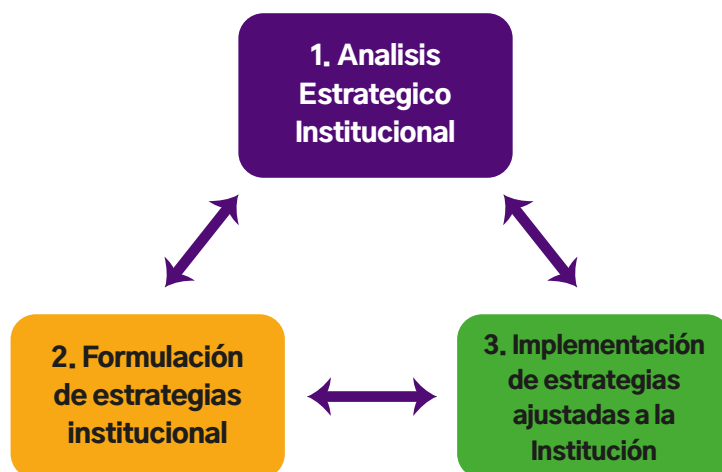 1. Analisis
Estrategico
Institucional
2. Formulación
de estrategias
institucional
3. Implementación
de estrategias
ajustadas a la
Institución